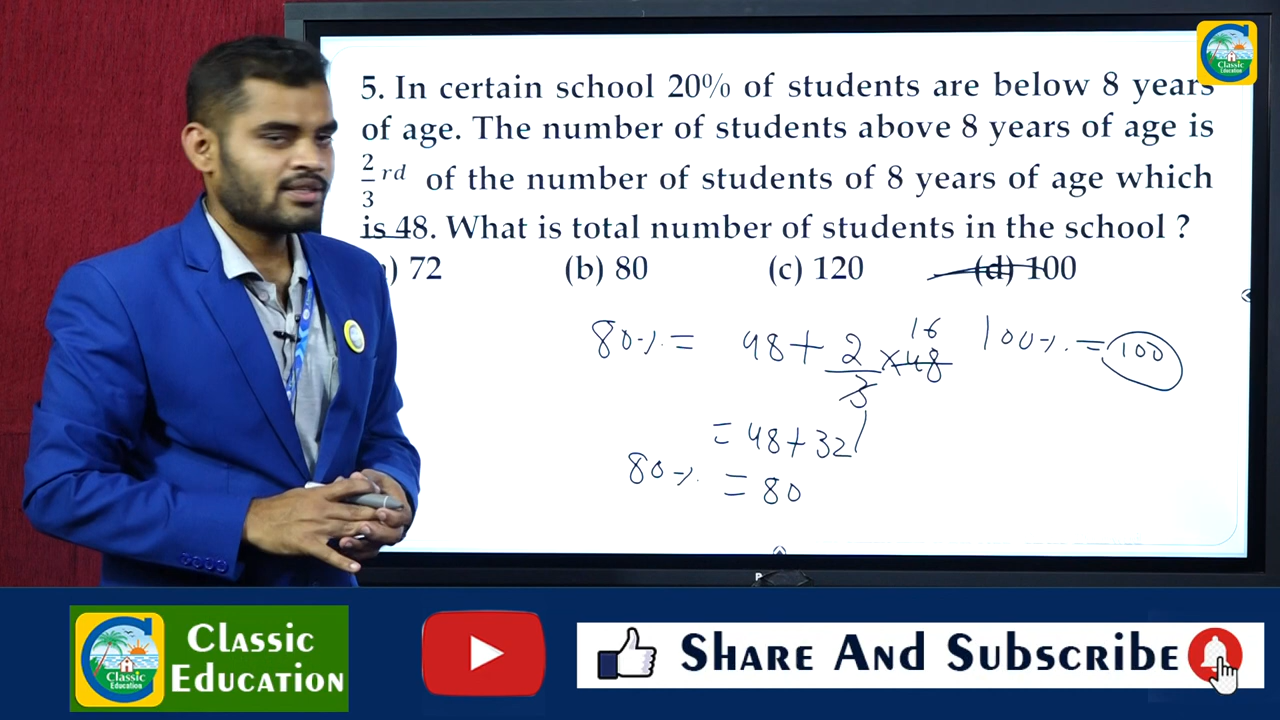 Classic
Education
5. In certain school 20% of students are below 8 years
of age. The number of students above 8 years of age is
2/3 rd of the number of students of 8 years of age which
is 48. What is total number of students in the school ?
) 72 (b) 80 (c) 120 (d) 100
80% = 48 + 2/3 × 48 16 100% = 100
= 48 + 32
80% = 80
Classic
Education
Classic
Education
Share And Subscribe